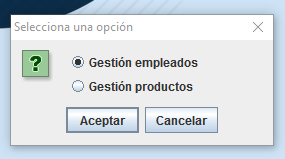 Selecciona una opción
?
Gestión empleados
Gestión productos
Aceptar Cancelar